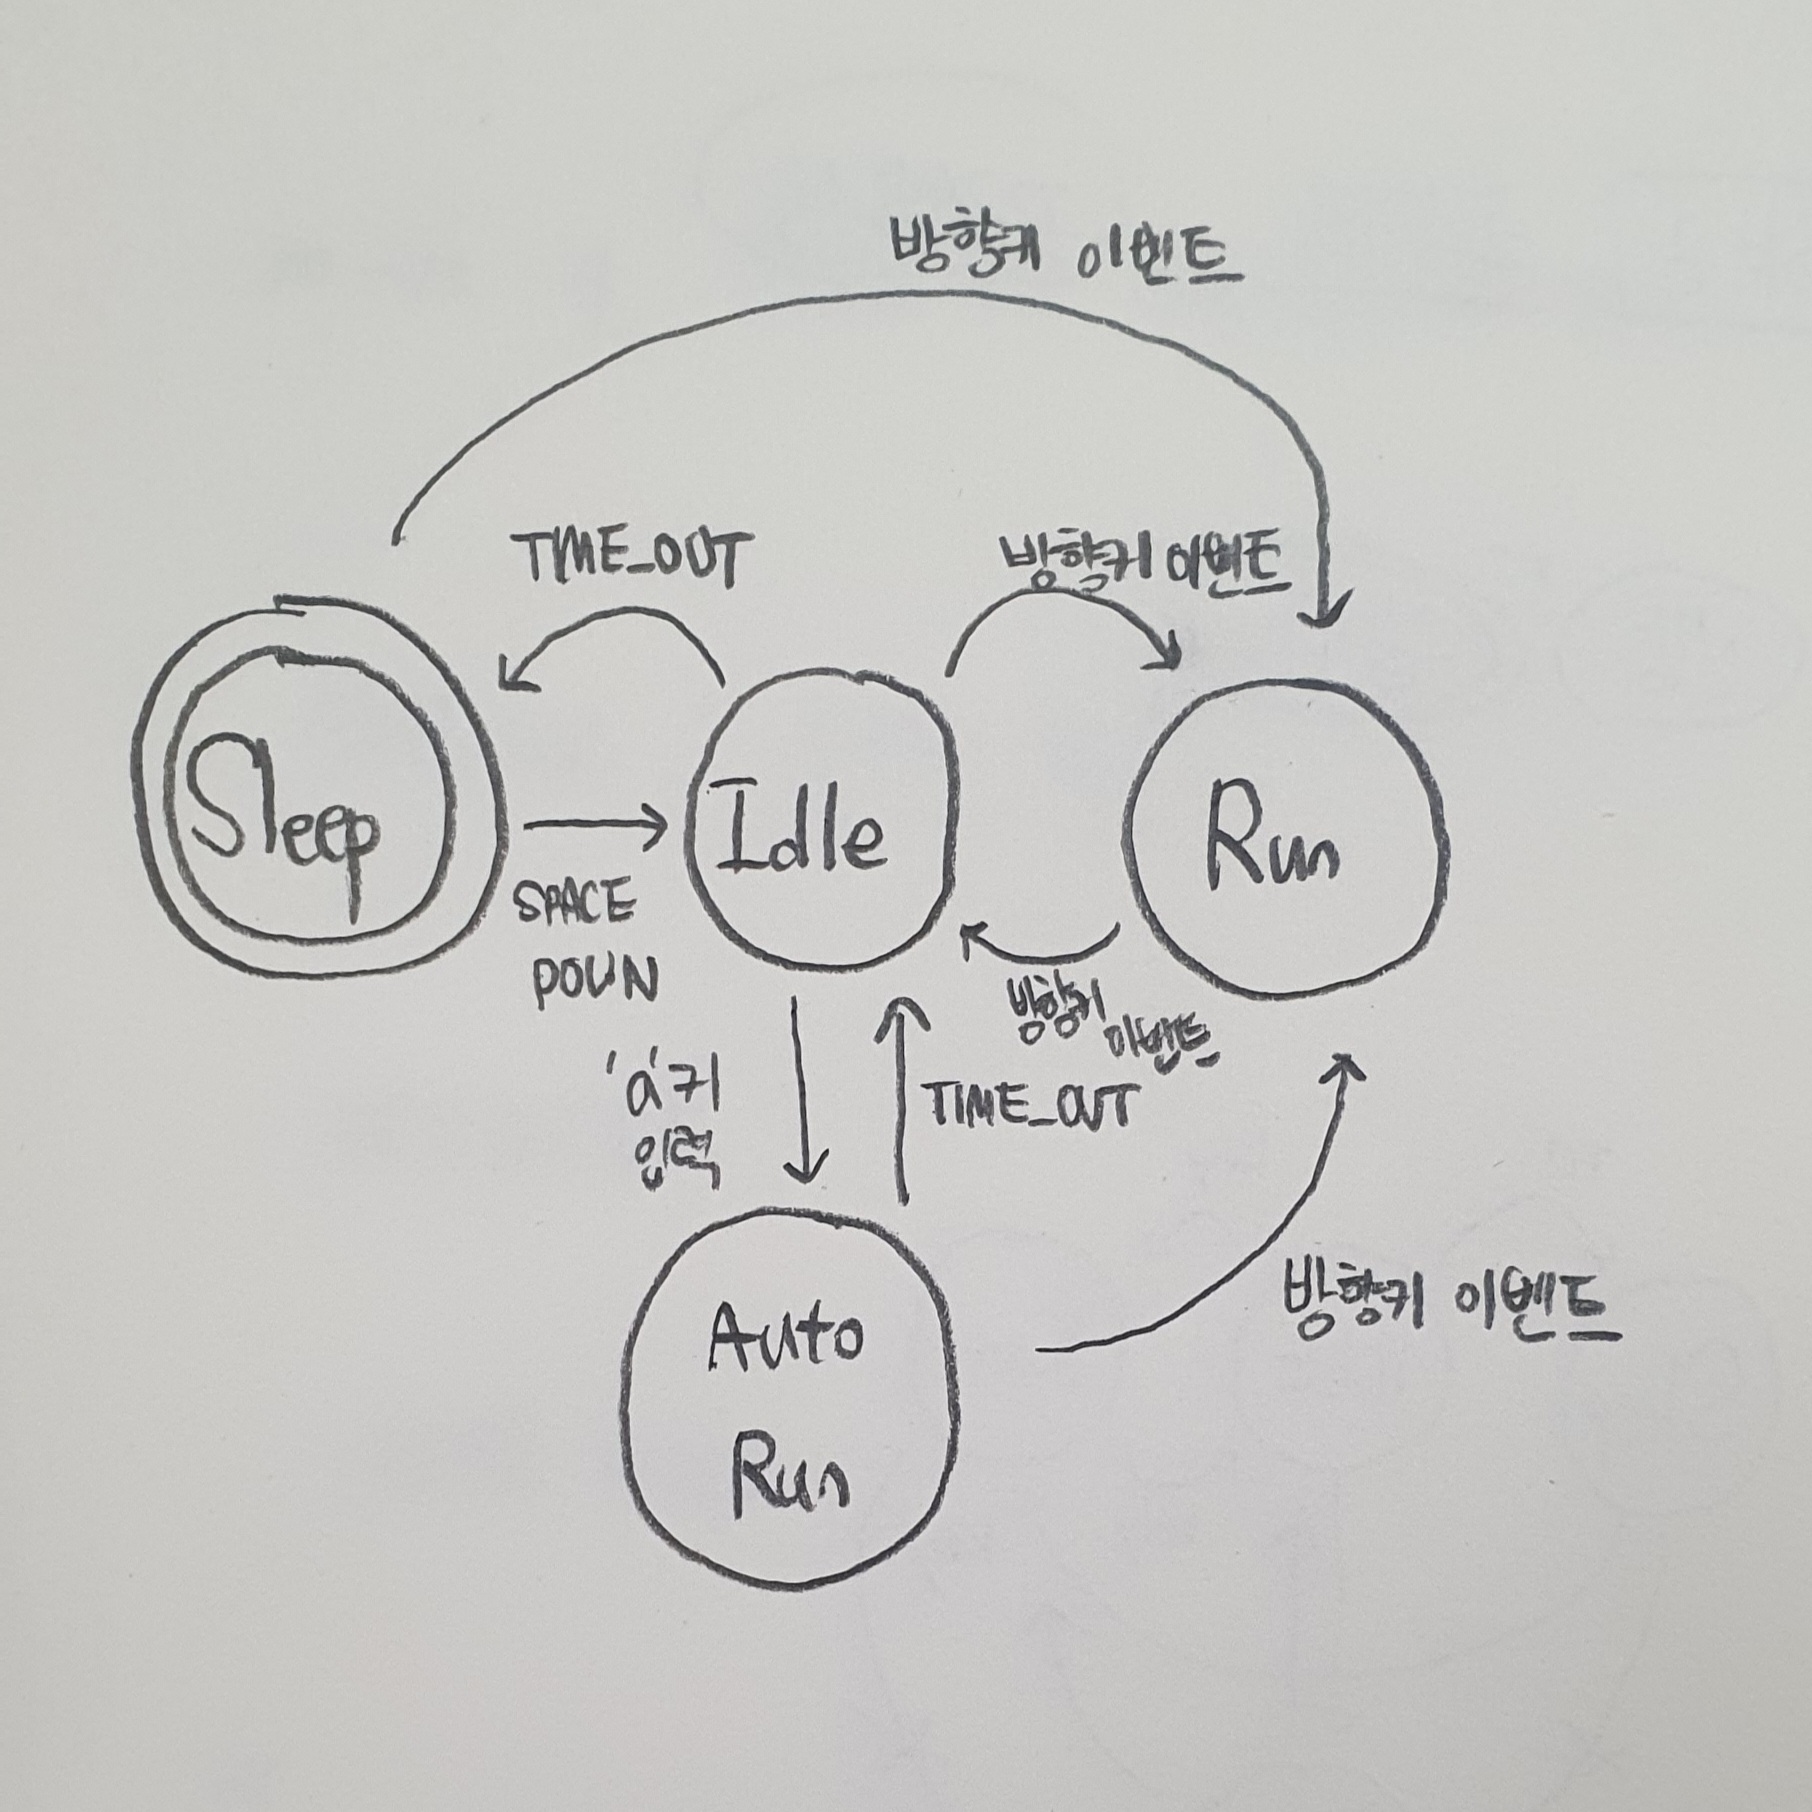 방향키 이벤트
TIME_OUT
방향키 이벤트
Sleep
Idle
Run
SPACE
DOWN
방향키
이벤트
'a'키
입력
TIME_OUT
방향키 이벤트
Auto
Run